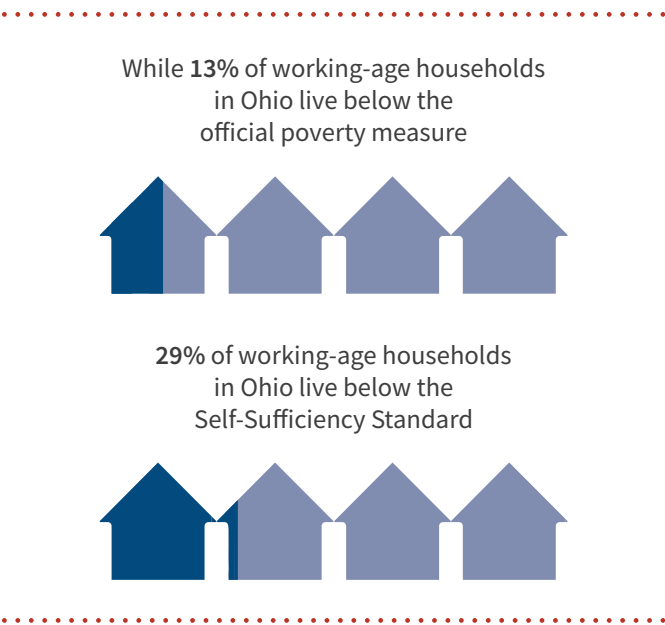 While 13% of working-age households
in Ohio live below the
official poverty measure
29% of working-age households
in Ohio live below the
Self-Sufficiency Standard